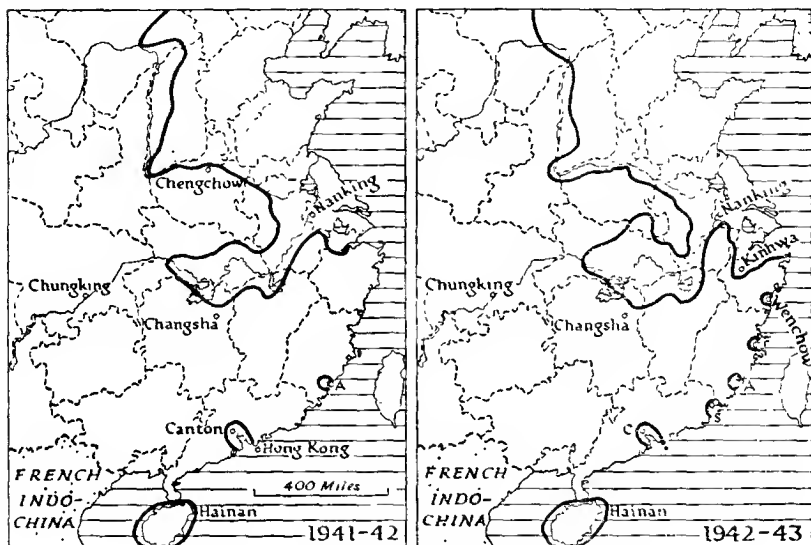 Chengchow
Nanking
Chungking
Changsha
A
Canton
Hong Kong
FRENCH
INDO-
CHINA
400 Miles
Hainan
1941-42
Nanking
Kinhwa
Chungking
Wenchow
Changsha
A
S
C
FRENCH
INDO-
CHINA
Hainan
1942-43